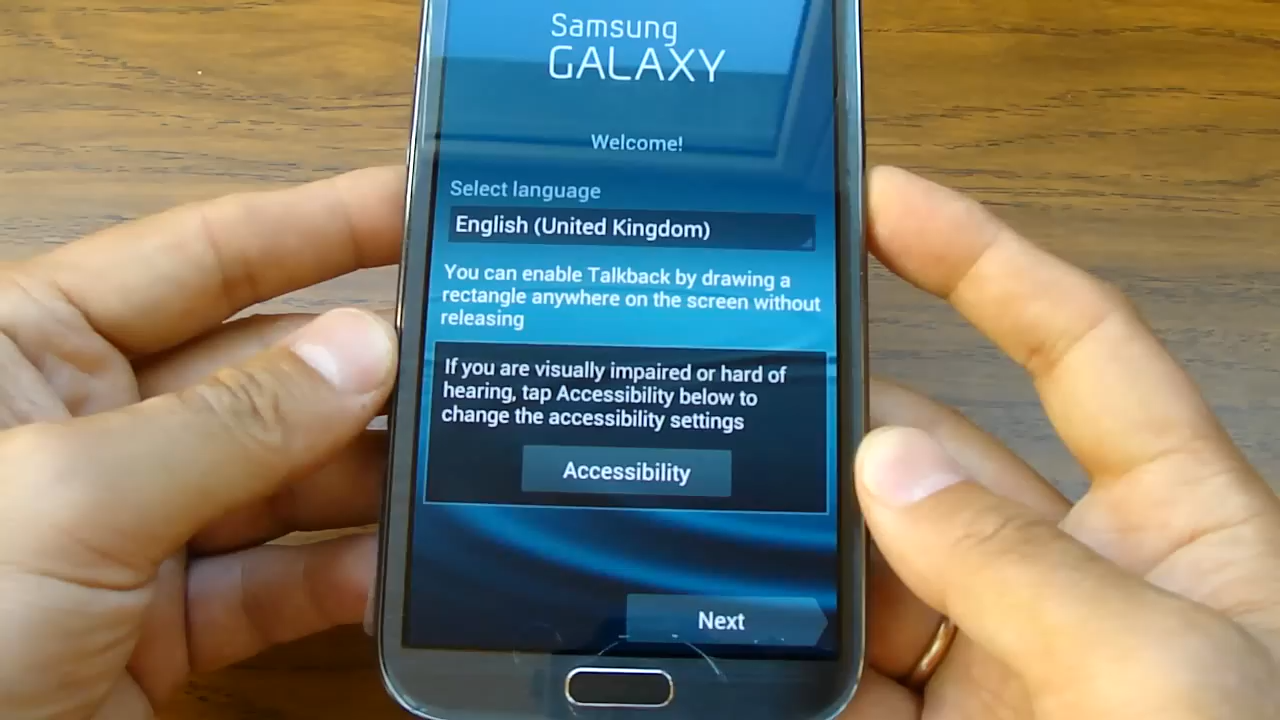 Samsung
GALAXY
Welcome!
Select language
English (United Kingdom)
You can enable Talkback by drawing a
rectangle anywhere on the screen without
releasing
If you are visually impaired or hard of
hearing, tap Accessibility below to
change the accessibility settings
Accessibility
Next